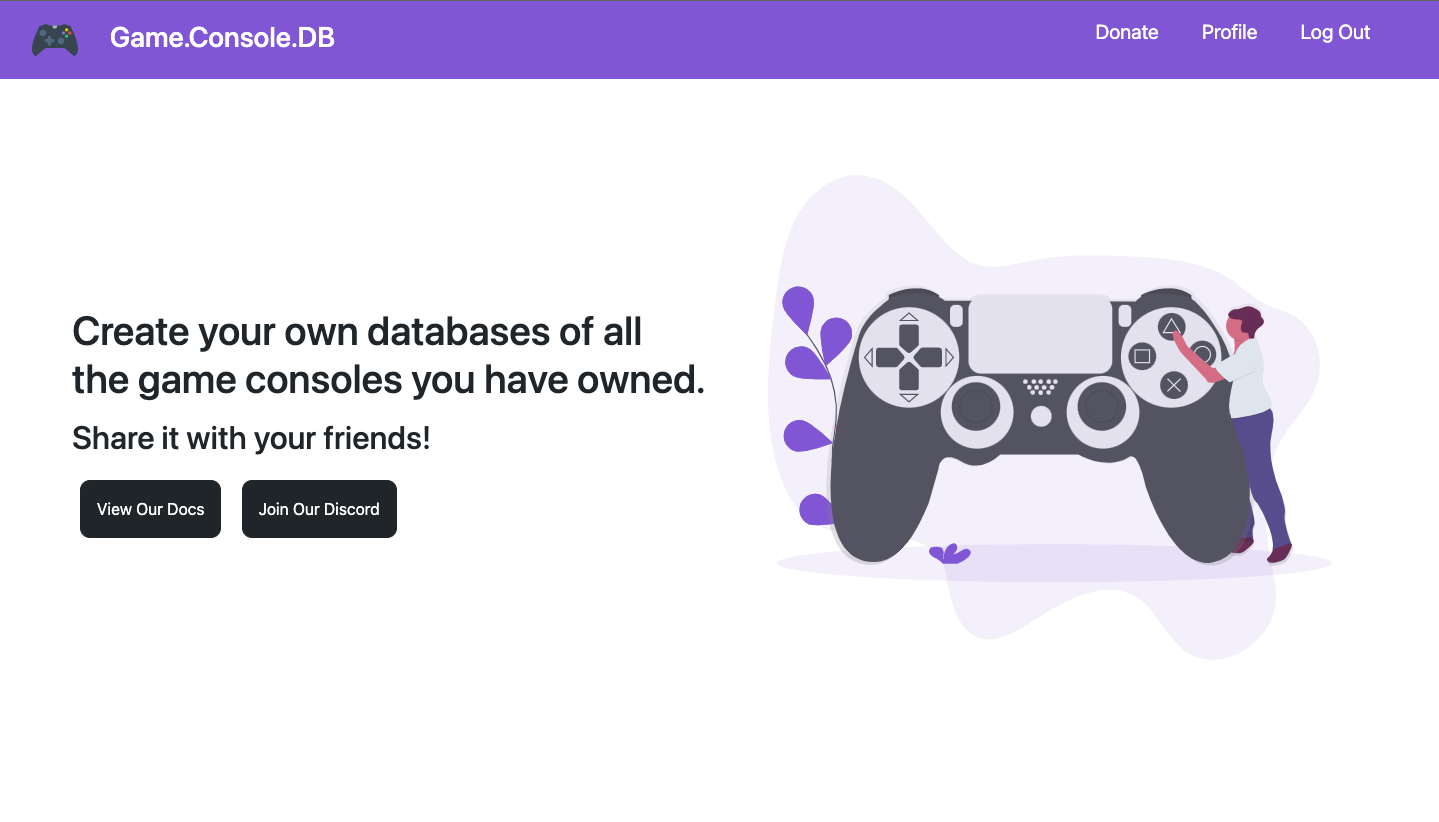 Game.Console.DB
Donate
Profile
Log Out
Create your own databases of all
the game consoles you have owned.
Share it with your friends!
View Our Docs
Join Our Discord